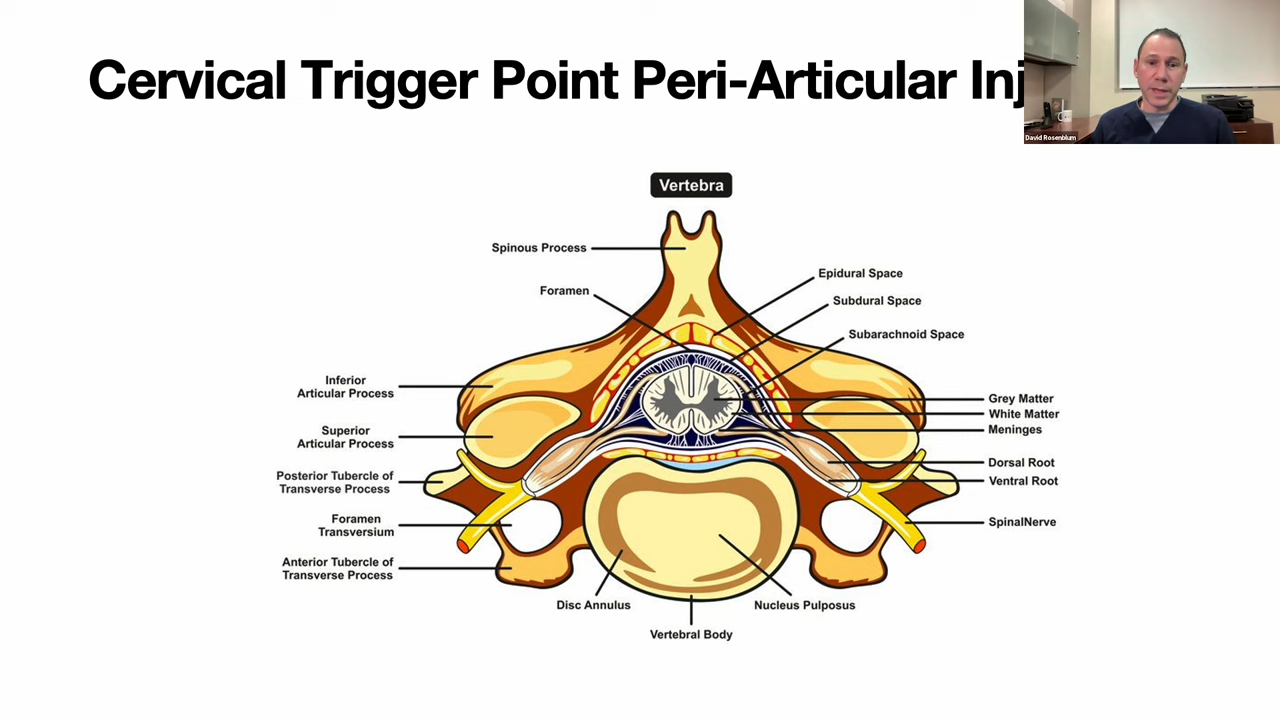 Cervical Trigger Point Peri-Articular Inj
David Rosenblum
Vertebra
Spinous Process
Foramen
Epidural Space
Subdural Space
Subarachnoid Space
Inferior
Articular Process
Superior
Articular Process
Posterior Tubercle of
Transverse Process
Foramen
Transversium
Anterior Tubercle of
Transverse Process
Grey Matter
White Matter
Meninges
Dorsal Root
Ventral Root
SpinalNerve
Disc Annulus
Nucleus Pulposus
Vertebral Body